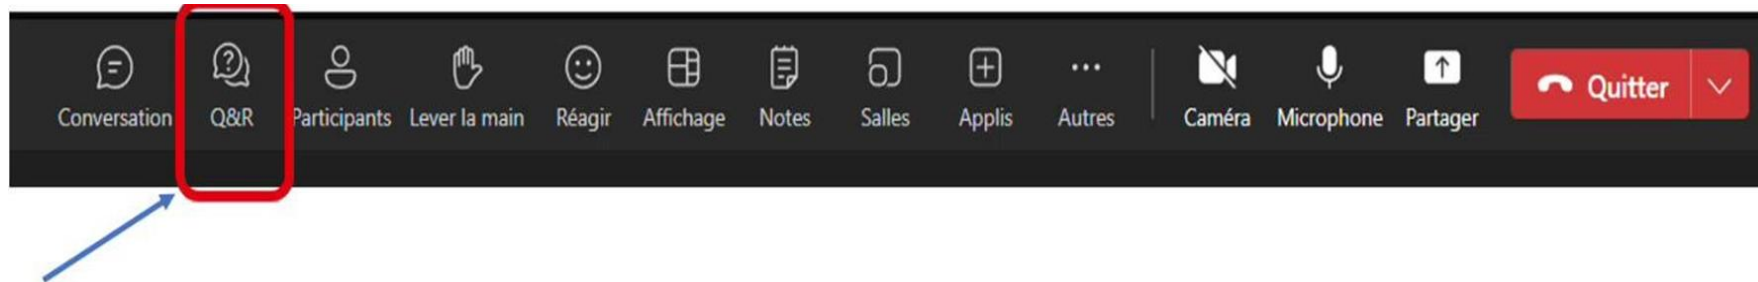 Conversation Q&R Participants Lever la main Réagir Affichage Notes Salles Applis Autres Caméra Microphone Partager Quitter